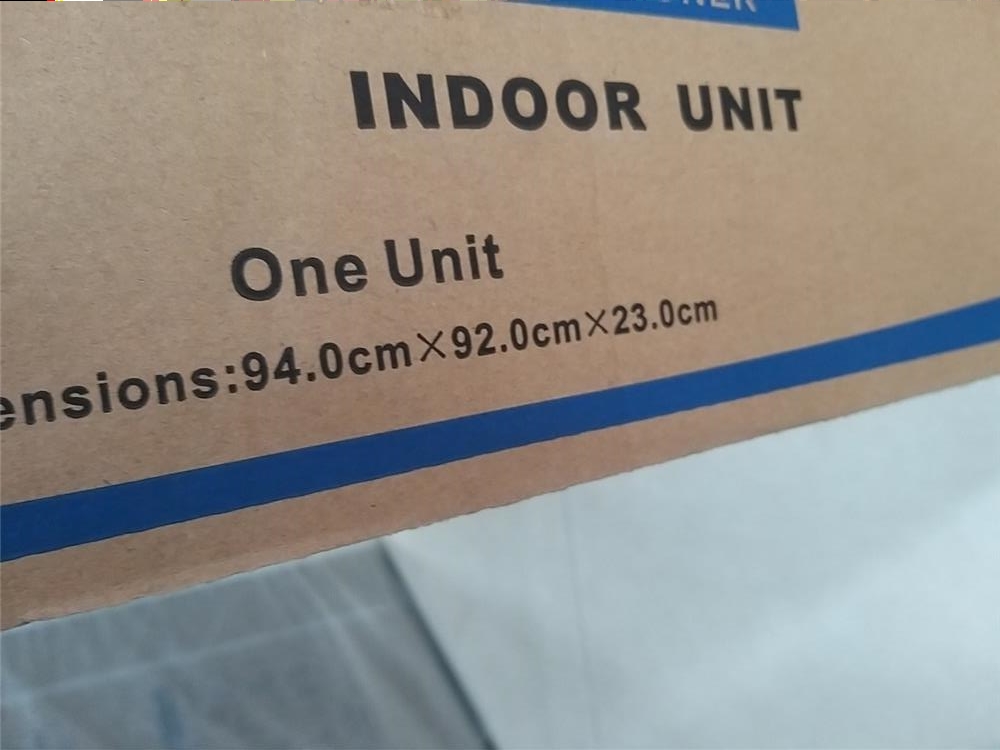 INDOOR UNIT
One Unit
ensions:94.0cm×92.0cm×23.0cm